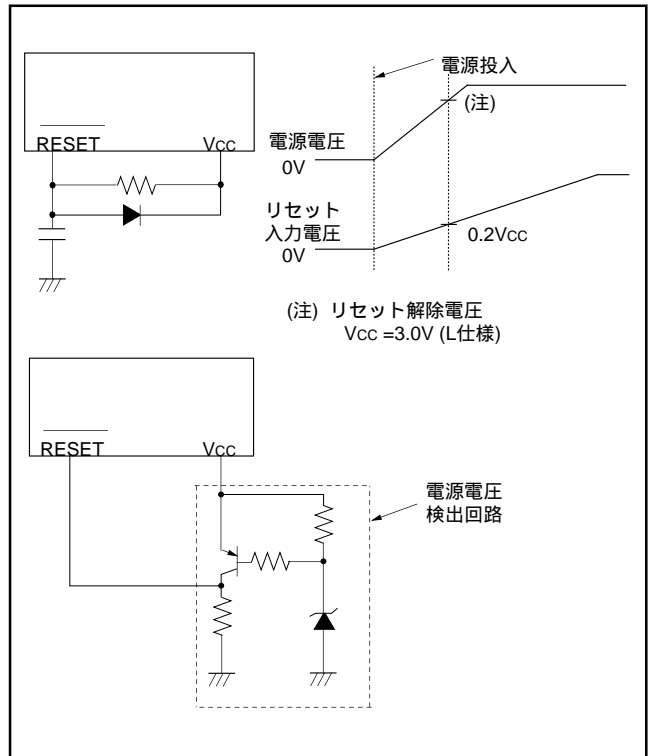 RESET
Vcc
電源投入
(注)
電源電圧
0V
リセット
入力電圧
0V
0.2Vcc
(注) リセット解除電圧
Vcc =3.0V (L仕様)
RESET
Vcc
電源電圧
検出回路